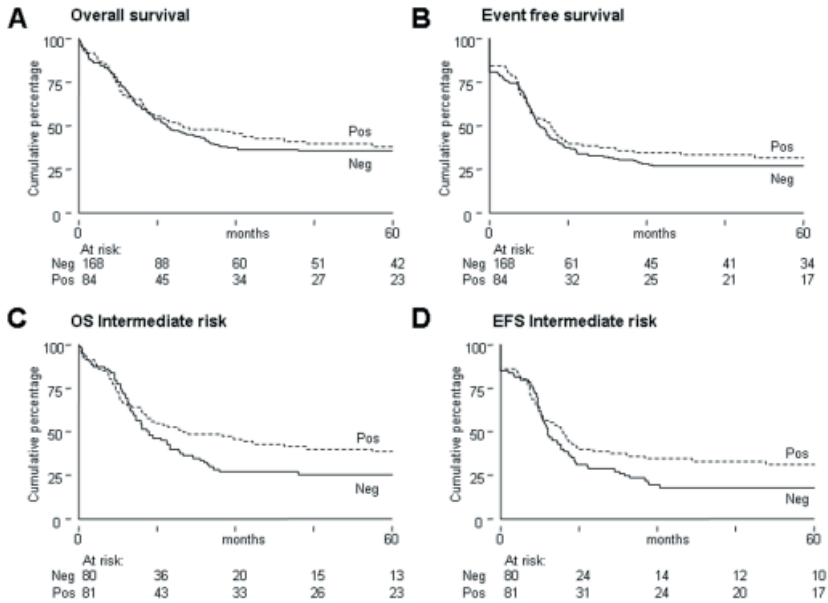 A Overall survival
100
75
50
25
0
Cumulative percentage
Pos
Neg
0 months 60
At risk:
Neg 168 88 60 51 42
Pos 84 45 34 27 23
B Event free survival
100
75
50
25
0
Cumulative percentage
Pos
Neg
0 months 60
At risk:
Neg 168 61 45 41 34
Pos 84 32 25 21 17
C OS Intermediate risk
100
75
50
25
0
Cumulative percentage
Pos
Neg
0 months 60
At risk:
Neg 80 36 20 15 13
Pos 81 43 33 26 23
D EFS Intermediate risk
100
75
50
25
0
Cumulative percentage
Pos
Neg
0 months 60
At risk:
Neg 80 24 14 12 10
Pos 81 31 24 20 17